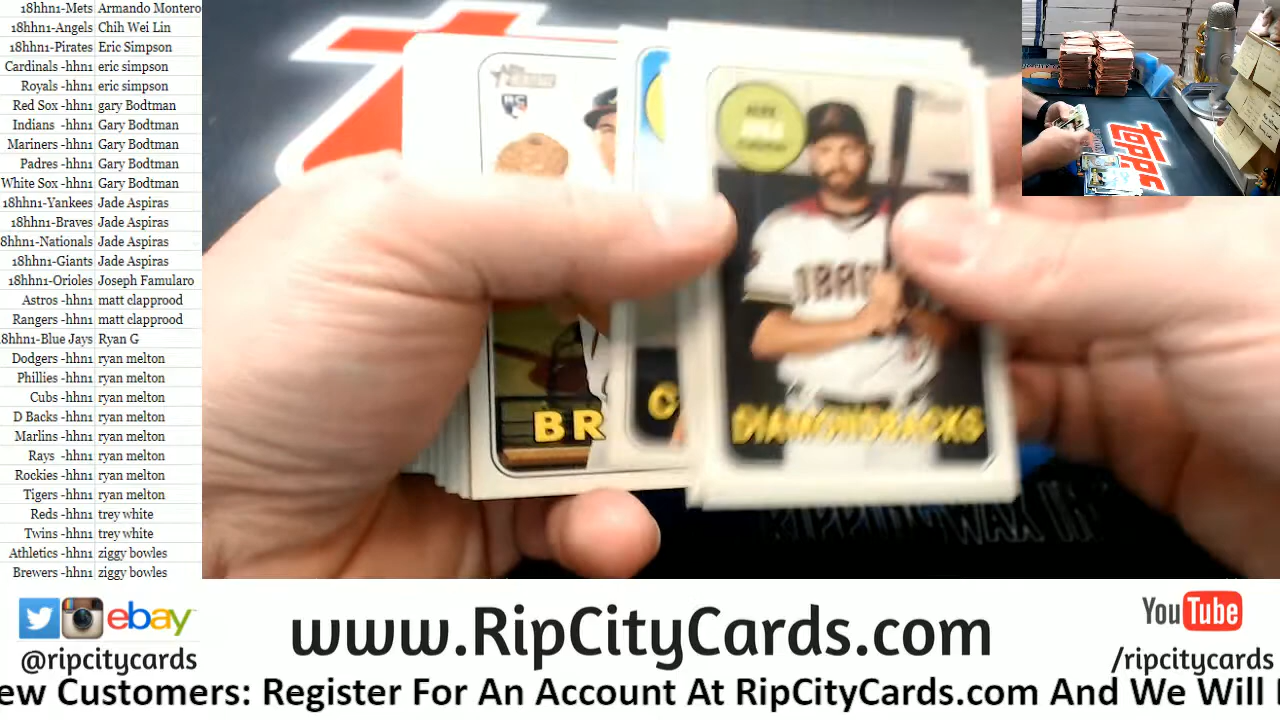 18hhn1-Mets Armando Montero
18hhn1-Angels Chih Wei Lin
18hhn1-Pirates Eric Simpson
Cardinals -hhn1 eric simpson
Royals -hhn1 eric simpson
Red Sox -hhn1 gary Bodtman
Indians -hhn1 Gary Bodtman
Mariners -hhn1 Gary Bodtman
Padres -hhn1 Gary Bodtman
White Sox -hhn1 Gary Bodtman
18hhn1-Yankees Jade Aspiras
18hhn1-Braves Jade Aspiras
8hhn1-Nationals Jade Aspiras
18hhn1-Giants Jade Aspiras
18hhn1-Orioles Joseph Famularo
Astros -hhn1 matt clapprood
Rangers -hhn1 matt clapprood
8hhn1-Blue Jays Ryan G
Dodgers -hhn1 ryan melton
Phillies -hhn1 ryan melton
Cubs -hhn1 ryan melton
D Backs -hhn1 ryan melton
Marlins -hhn1 ryan melton
Rays -hhn1 ryan melton
Rockies -hhn1 ryan melton
Tigers -hhn1 ryan melton
Reds -hhn1 trey white
Twins -hhn1 trey white
Athletics -hhn1 ziggy bowles
Brewers -hhn1 ziggy bowles
RC
BR
C
DIAMONDBACKS
topps
ebay
@ripcitycards
www.RipCityCards.com
YouTube
/ripcitycards
ew Customers: Register For An Account At RipCityCards.com And We Will